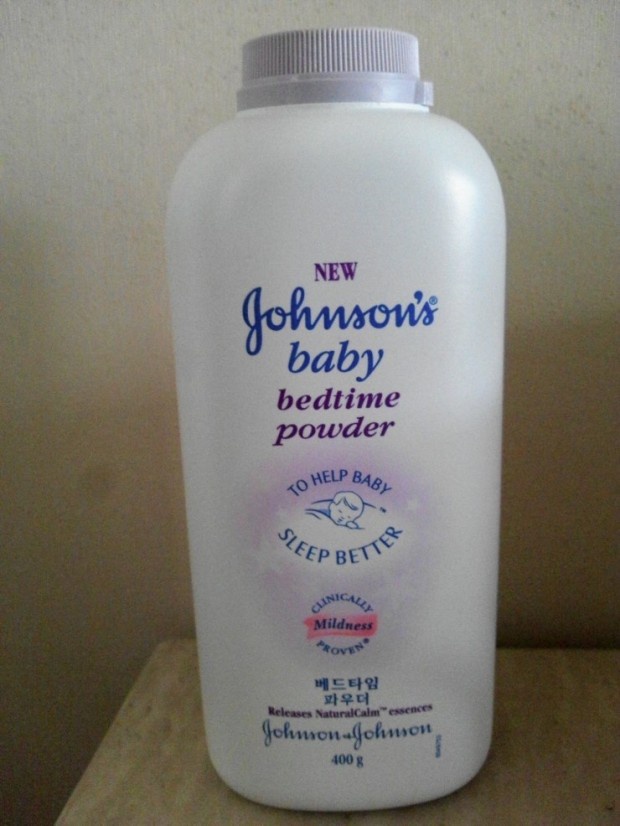 NEW
Johnson's®
baby
bedtime
powder
TO HELP BABY
SLEEP BETTER
CLINICALLY
Mildness
PROVEN®
베드타임
파우더
Releases NaturalCalm™ essences
Johnson & Johnson
400 g